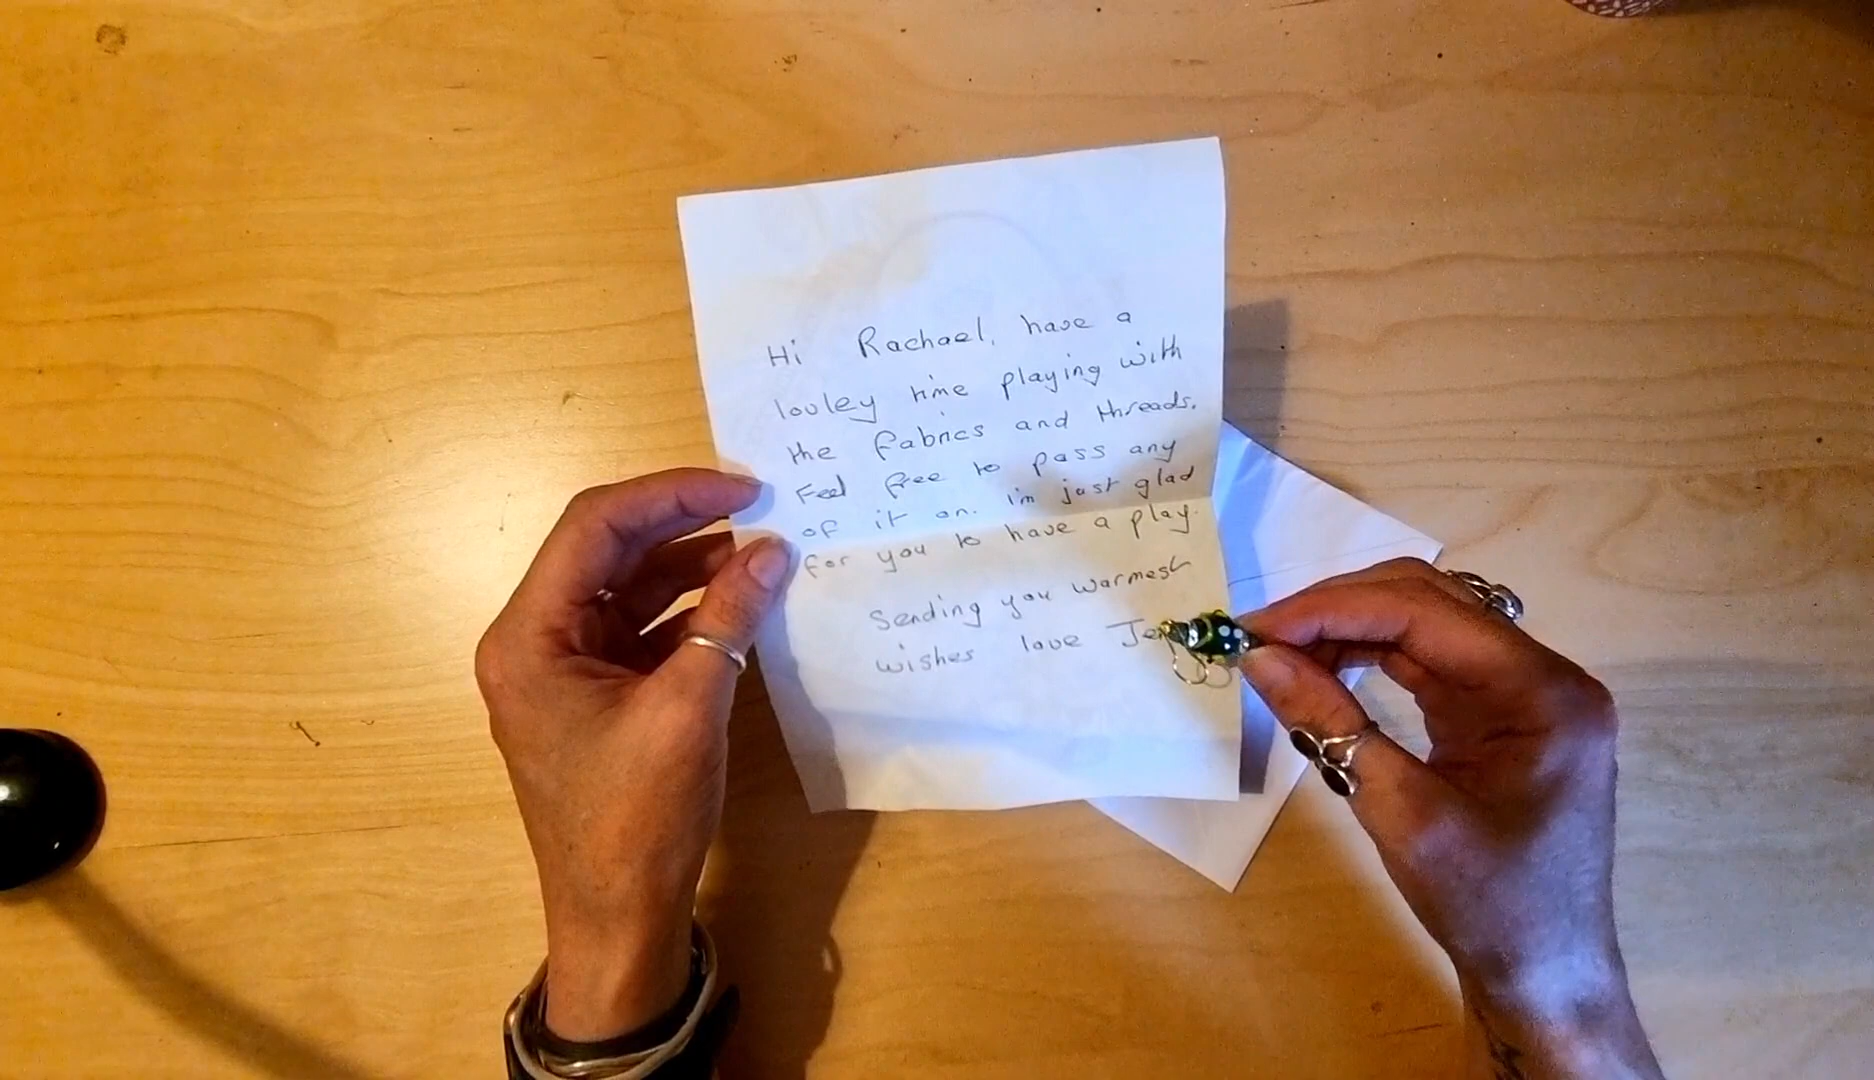 Hi Rachael, have a
louley time playing with
the fabrics and threads.
Feel free to pass any
of it on. i'm just glad
for you to have a play.
Sending you warmest
wishes love